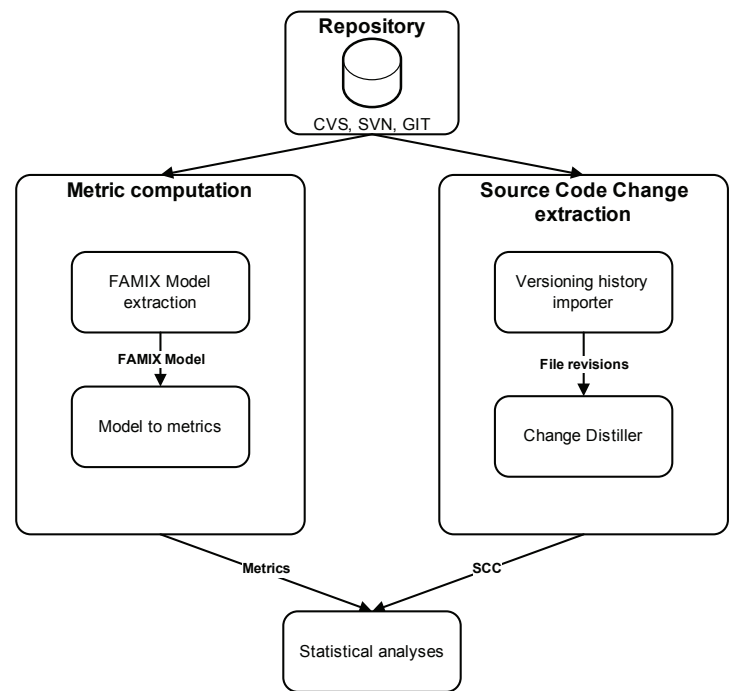 Repository
CVS, SVN, GIT
Metric computation
FAMIX Model
extraction
FAMIX Model
Model to metrics
Source Code Change
extraction
Versioning history
importer
File revisions
Change Distiller
Metrics
SCC
Statistical analyses